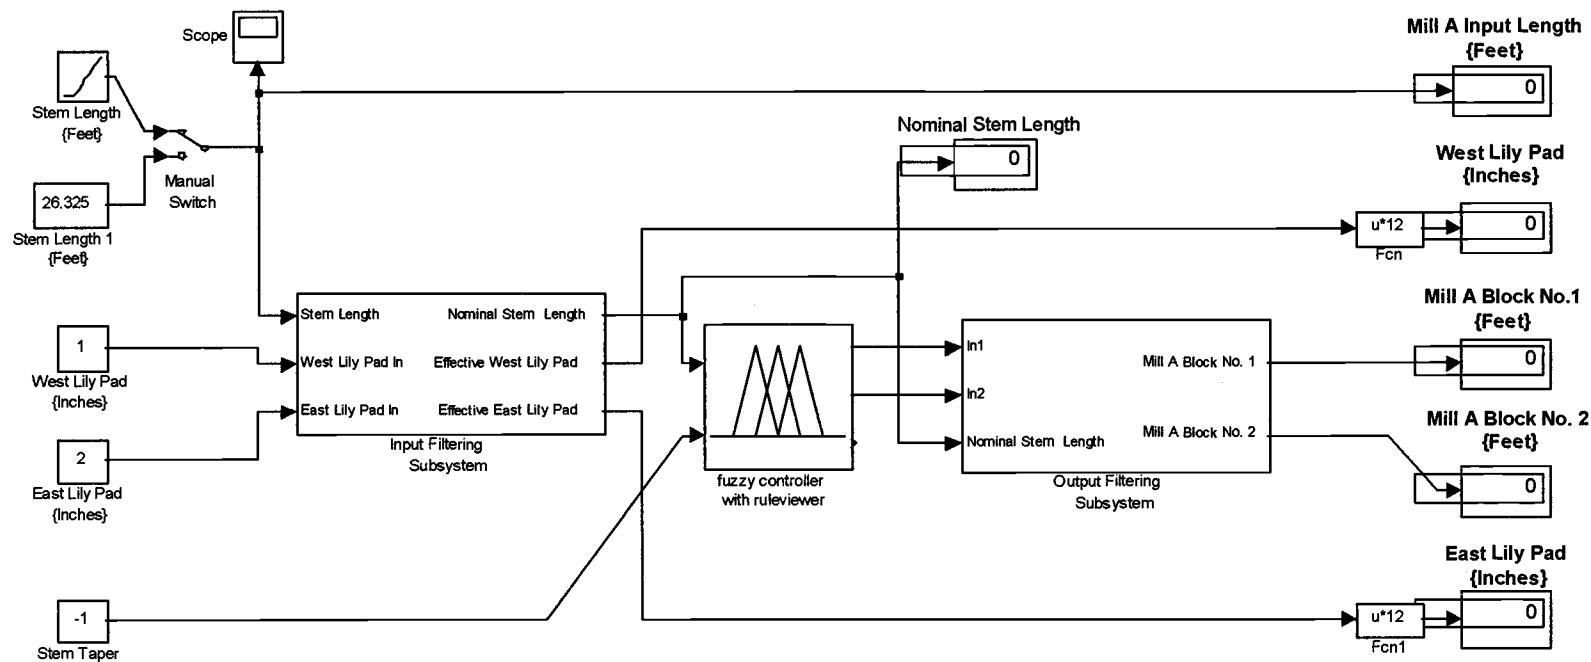 Scope
Mill A Input Length
{Feet}
0
Stem Length
{Feet}
Nominal Stem Length
0
West Lily Pad
{Inches}
Manual
Switch
26.325
Stem Length 1
{Feet}
u*12
Fcn
0
Mill A Block No.1
{Feet}
0
Stem Length
West Lily Pad In
East Lily Pad In
Nominal Stem Length
Effective West Lily Pad
Effective East Lily Pad
Input Filtering
Subsystem
1
West Lily Pad
{Inches}
2
East Lily Pad
{Inches}
fuzzy controller
with ruleviewer
In1
In2
Nominal Stem Length
Mill A Block No. 1
Mill A Block No. 2
Output Filtering
Subsystem
Mill A Block No. 2
{Feet}
0
East Lily Pad
{Inches}
-1
Stem Taper
u*12
Fcn1
0